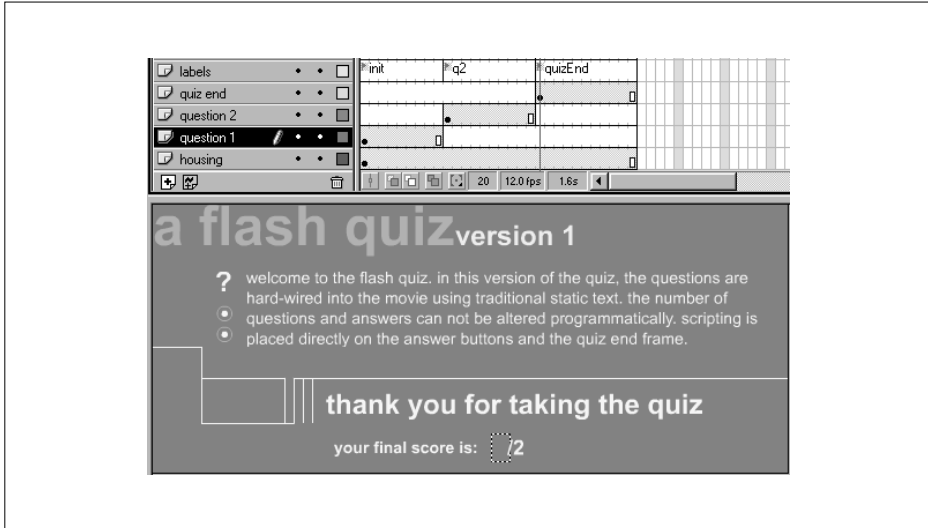 labels
init
q2
quizEnd
quiz end
question 2
question 1
housing
20
12.0 fps
1.6s
a flash quiz version 1
?
welcome to the flash quiz. in this version of the quiz, the questions are
hard-wired into the movie using traditional static text. the number of
questions and answers can not be altered programmatically. scripting is
placed directly on the answer buttons and the quiz end frame.
thank you for taking the quiz
your final score is: /2